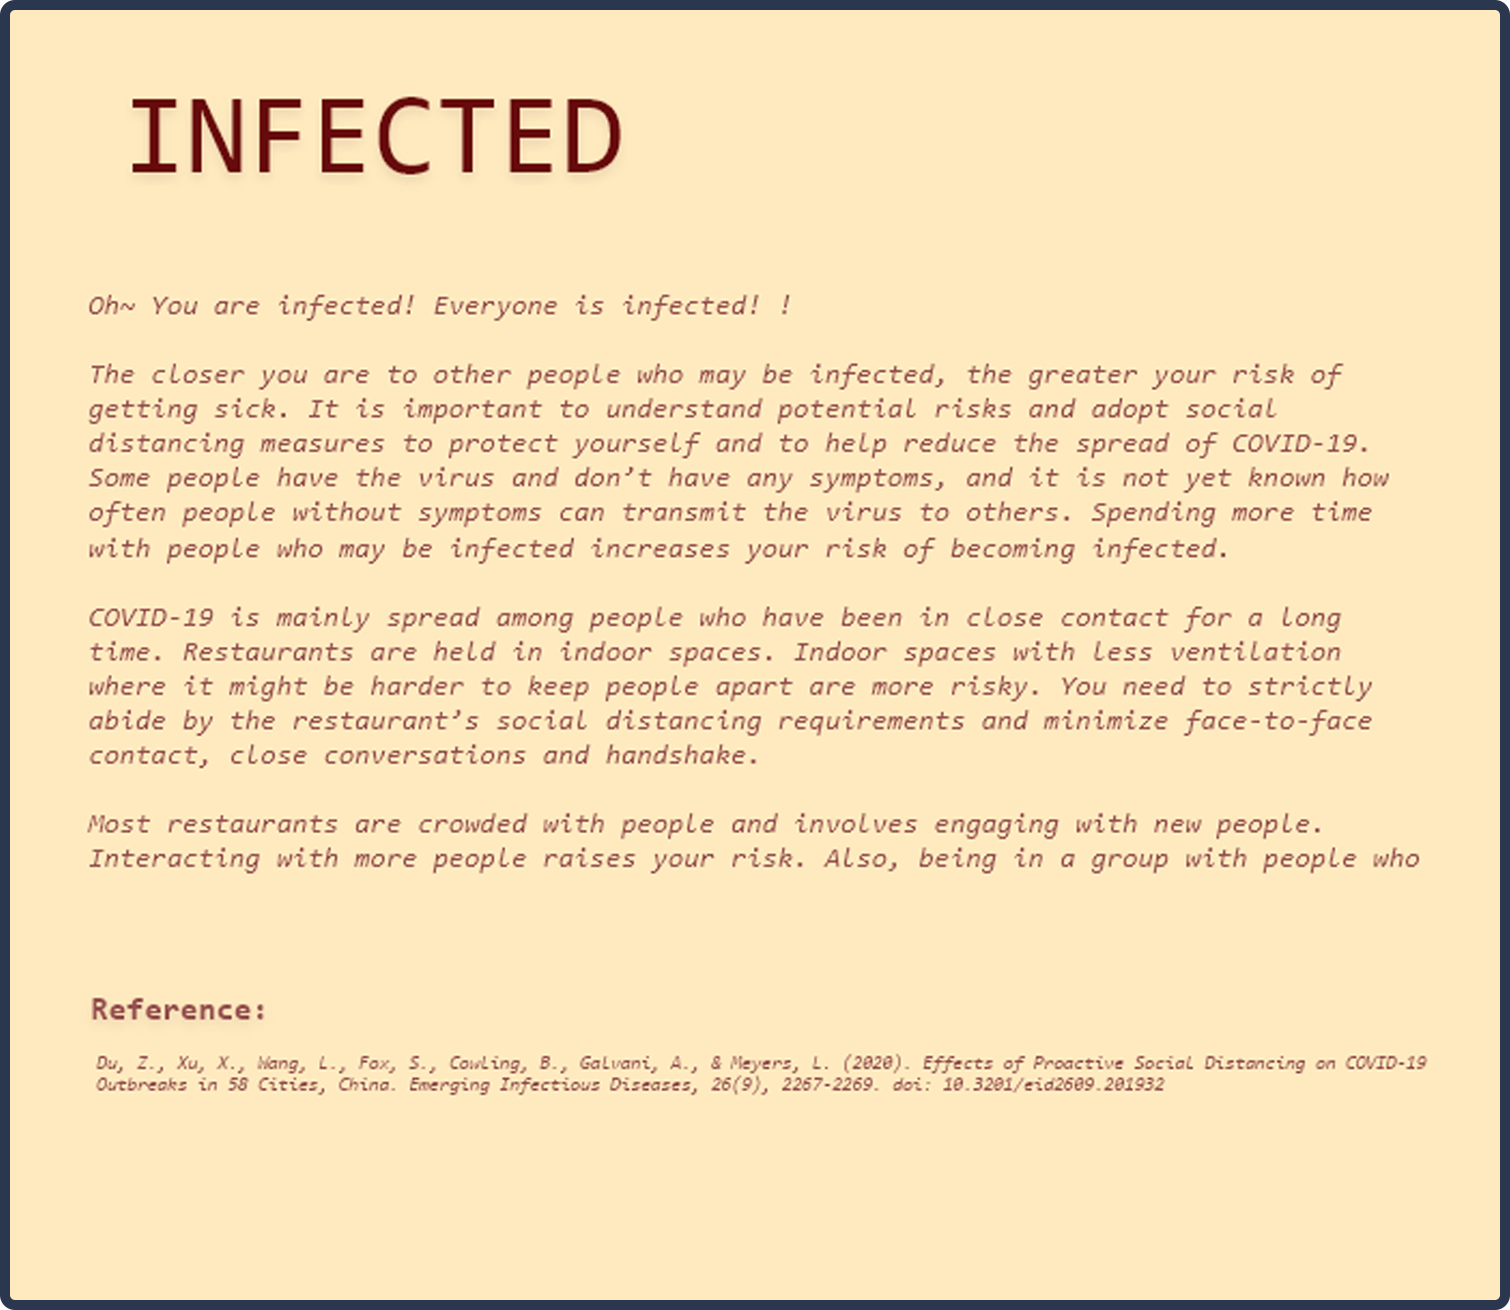 INFECTED
Oh~ You are infected! Everyone is infected! !
The closer you are to other people who may be infected, the greater your risk of
getting sick. It is important to understand potential risks and adopt social
distancing measures to protect yourself and to help reduce the spread of COVID-19.
Some people have the virus and don’t have any symptoms, and it is not yet known how
often people without symptoms can transmit the virus to others. Spending more time
with people who may be infected increases your risk of becoming infected.
COVID-19 is mainly spread among people who have been in close contact for a long
time. Restaurants are held in indoor spaces. Indoor spaces with less ventilation
where it might be harder to keep people apart are more risky. You need to strictly
abide by the restaurant’s social distancing requirements and minimize face-to-face
contact, close conversations and handshake.
Most restaurants are crowded with people and involves engaging with new people.
Interacting with more people raises your risk. Also, being in a group with people who
Reference:
Du, Z., Xu, X., Wang, L., Fox, S., Cowling, B., Galvani, A., & Meyers, L. (2020). Effects of Proactive Social Distancing on COVID-19
Outbreaks in 58 Cities, China. Emerging Infectious Diseases, 26(9), 2267-2269. doi: 10.3201/eid2609.201932